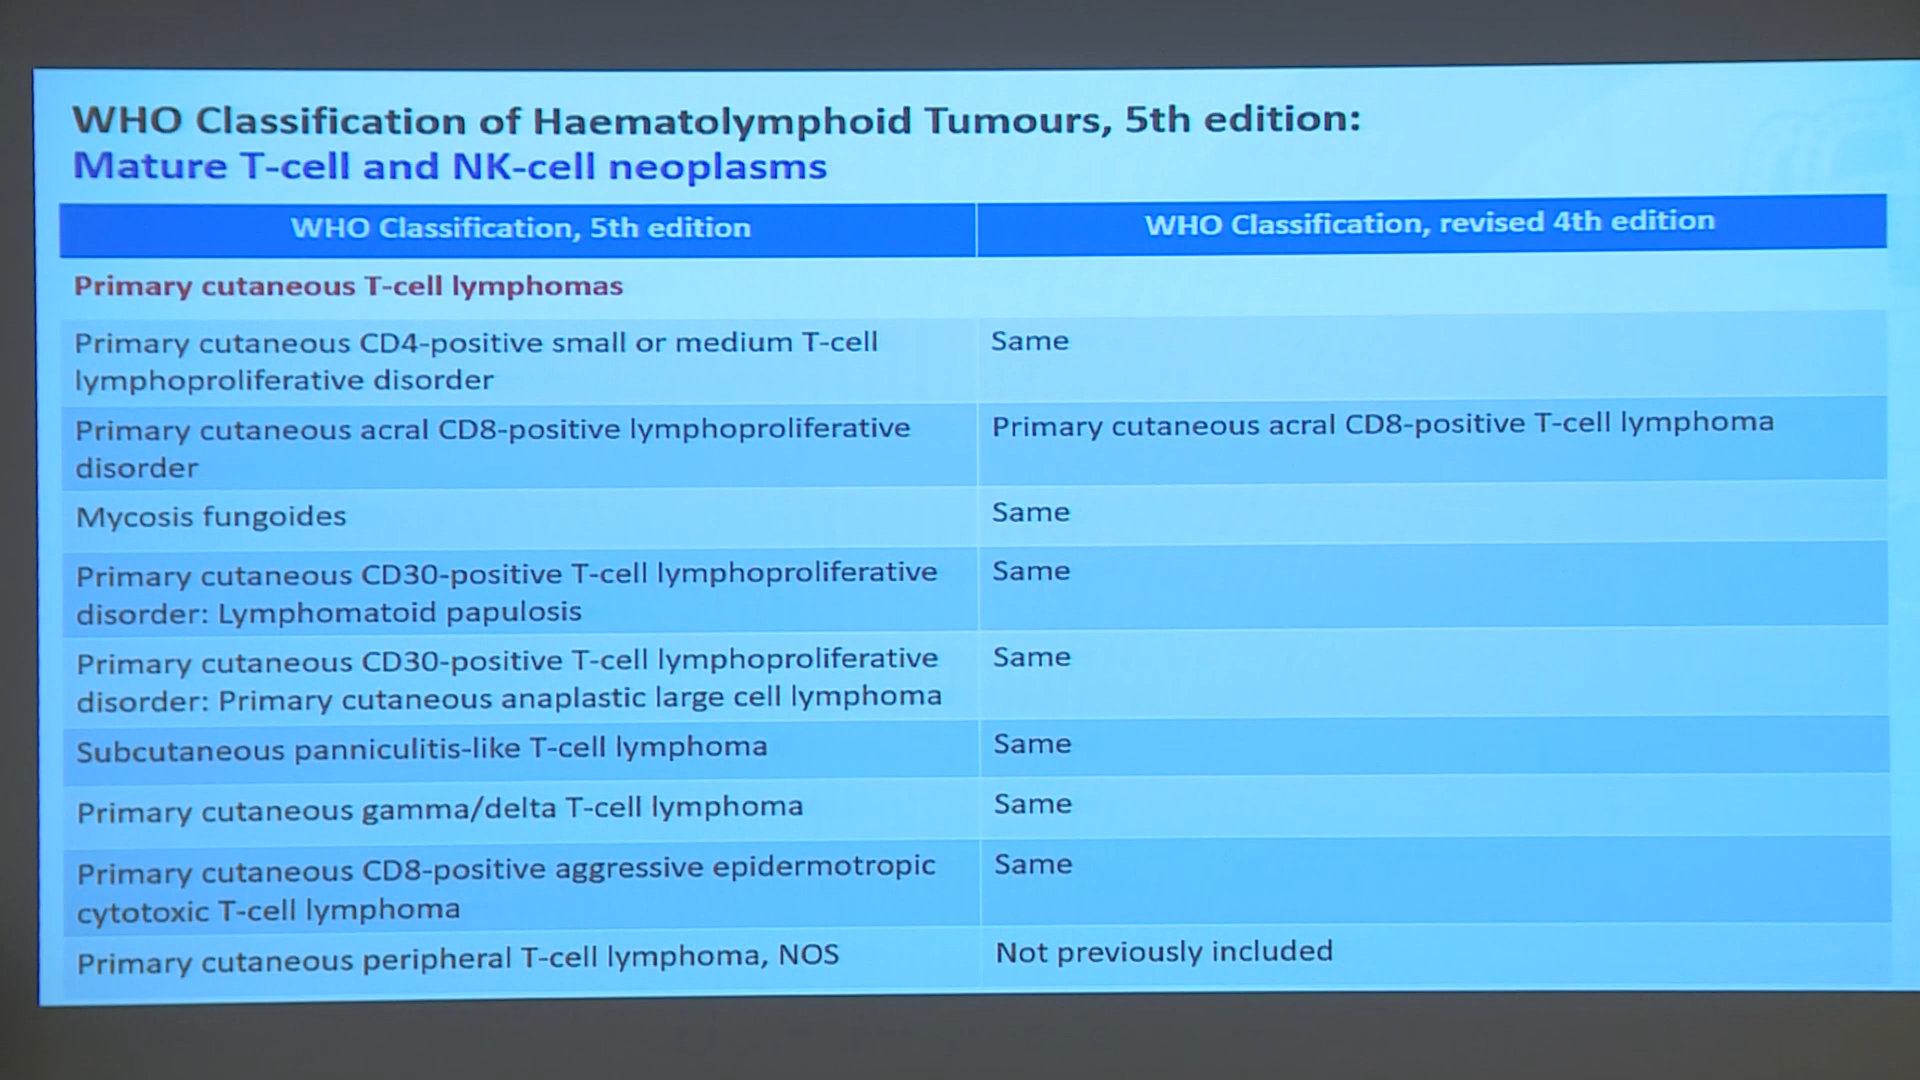 WHO Classification of Haematolymphoid Tumours, 5th edition:
Mature T-cell and NK-cell neoplasms
WHO Classification, 5th edition
WHO Classification, revised 4th edition
Primary cutaneous T-cell lymphomas
Primary cutaneous CD4-positive small or medium T-cell
lymphoproliferative disorder
Same
Primary cutaneous acral CD8-positive lymphoproliferative
disorder
Primary cutaneous acral CD8-positive T-cell lymphoma
Mycosis fungoides
Same
Primary cutaneous CD30-positive T-cell lymphoproliferative
disorder: Lymphomatoid papulosis
Same
Primary cutaneous CD30-positive T-cell lymphoproliferative
disorder: Primary cutaneous anaplastic large cell lymphoma
Same
Subcutaneous panniculitis-like T-cell lymphoma
Same
Primary cutaneous gamma/delta T-cell lymphoma
Same
Primary cutaneous CD8-positive aggressive epidermotropic
cytotoxic T-cell lymphoma
Same
Primary cutaneous peripheral T-cell lymphoma, NOS
Not previously included